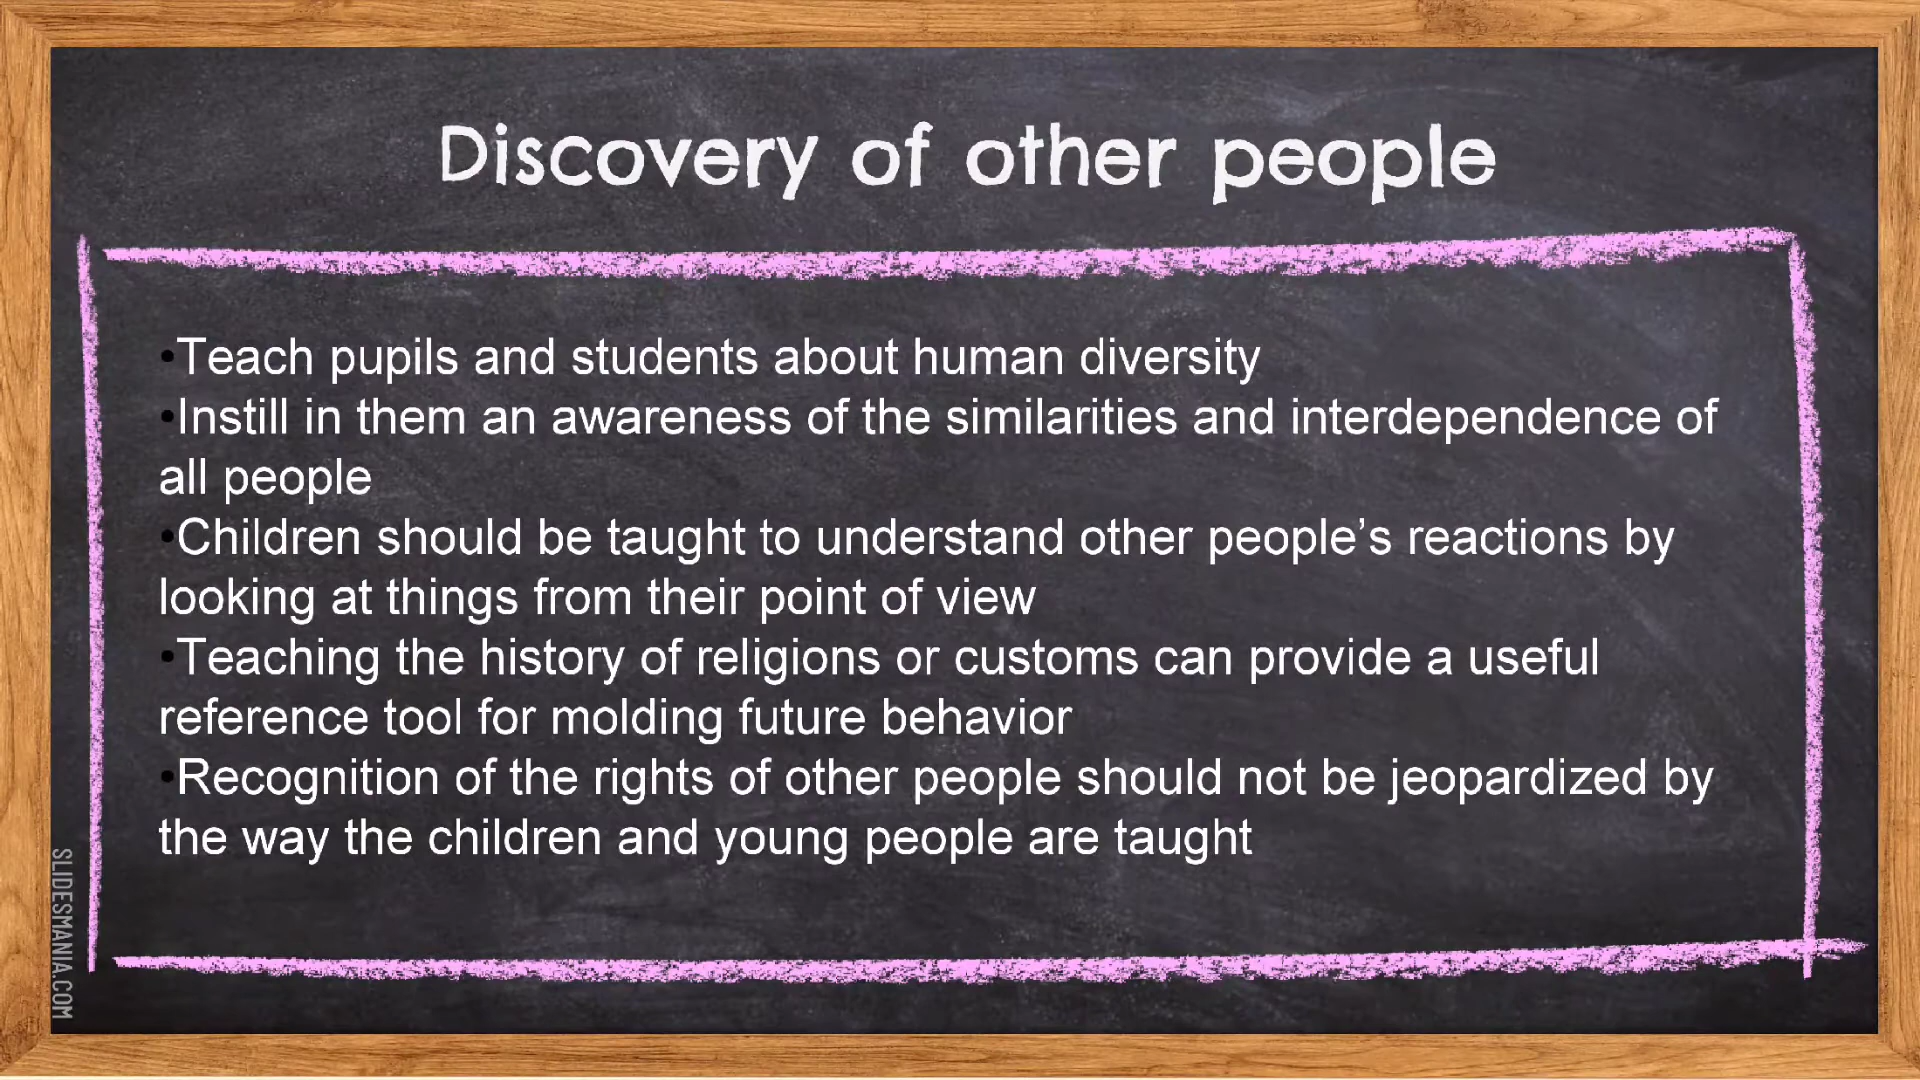 Discovery of other people
•Teach pupils and students about human diversity
•Instill in them an awareness of the similarities and interdependence of
all people
•Children should be taught to understand other people’s reactions by
looking at things from their point of view
•Teaching the history of religions or customs can provide a useful
reference tool for molding future behavior
•Recognition of the rights of other people should not be jeopardized by
the way the children and young people are taught
SLIDESMANIA.COM